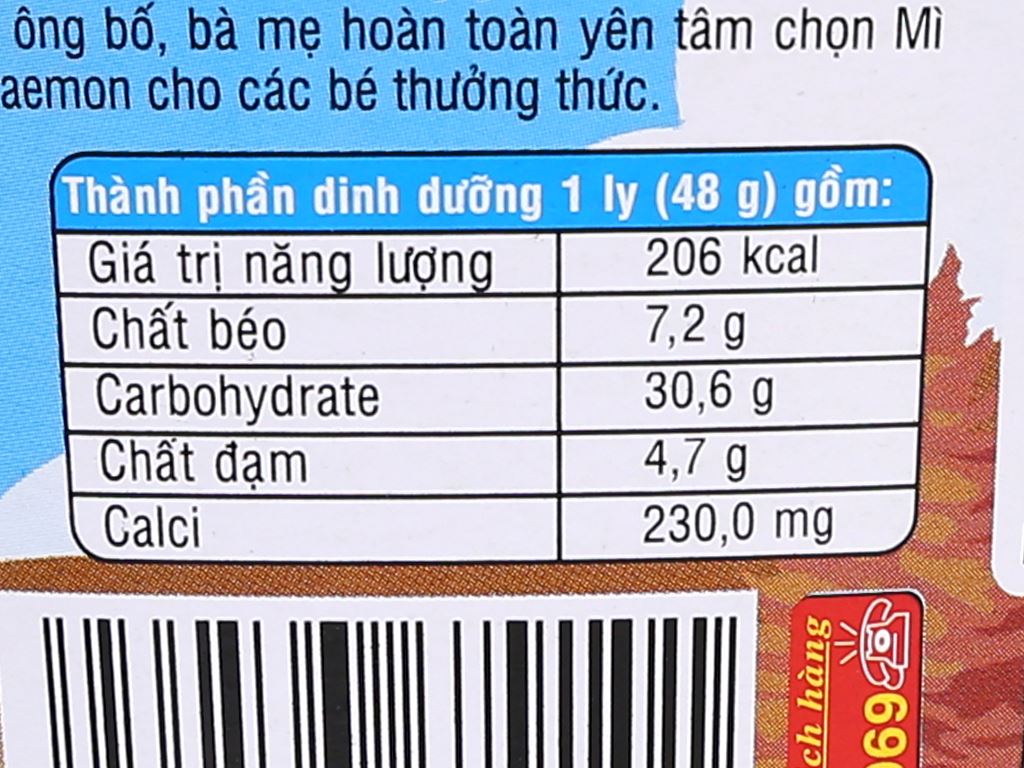 ông bố, bà mẹ hoàn toàn yên tâm chọn Mì
aemon cho các bé thưởng thức.
Thành phần dinh dưỡng 1 ly (48 g) gồm:
Giá trị năng lượng 206 kcal
Chất béo 7,2 g
Carbohydrate 30,6 g
Chất đạm 4,7 g
Calci 230,0 mg
ch hàng
069